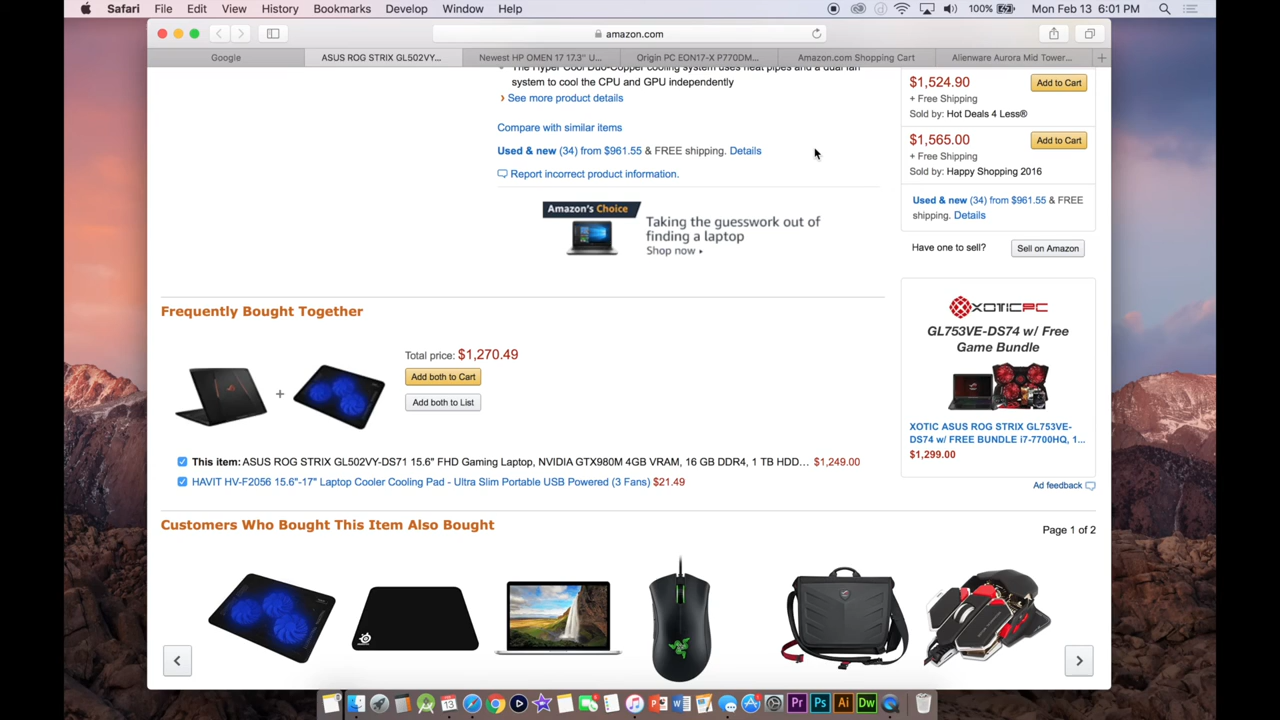 Safari File Edit View History Bookmarks Develop Window Help 100% Mon Feb 13 6:01 PM
amazon.com
Google ASUS ROG STRIX GL502VY... Newest HP OMEN 17 17.3" U... Origin PC EON17-X P770DM... Amazon.com Shopping Cart Alienware Aurora Mid Tower...
system to cool the CPU and GPU independently
› See more product details
Compare with similar items
Used & new (34) from $961.55 & FREE shipping. Details
Report incorrect product information.
Amazon's Choice
Taking the guesswork out of
finding a laptop
Shop now ▸
$1,524.90 Add to Cart
+ Free Shipping
Sold by: Hot Deals 4 Less®
$1,565.00 Add to Cart
+ Free Shipping
Sold by: Happy Shopping 2016
Used & new (34) from $961.55 & FREE
shipping. Details
Have one to sell? Sell on Amazon
XOTIC PC
GL753VE-DS74 w/ Free
Game Bundle
XOTIC ASUS ROG STRIX GL753VE-
DS74 w/ FREE BUNDLE i7-7700HQ, 1...
$1,299.00
Ad feedback
Frequently Bought Together
Total price: $1,270.49
+
Add both to Cart
Add both to List
This item: ASUS ROG STRIX GL502VY-DS71 15.6" FHD Gaming Laptop, NVIDIA GTX980M 4GB VRAM, 16 GB DDR4, 1 TB HDD... $1,249.00
HAVIT HV-F2056 15.6"-17" Laptop Cooler Cooling Pad - Ultra Slim Portable USB Powered (3 Fans) $21.49
Customers Who Bought This Item Also Bought
Page 1 of 2
13 Pr Ps Ai Dw